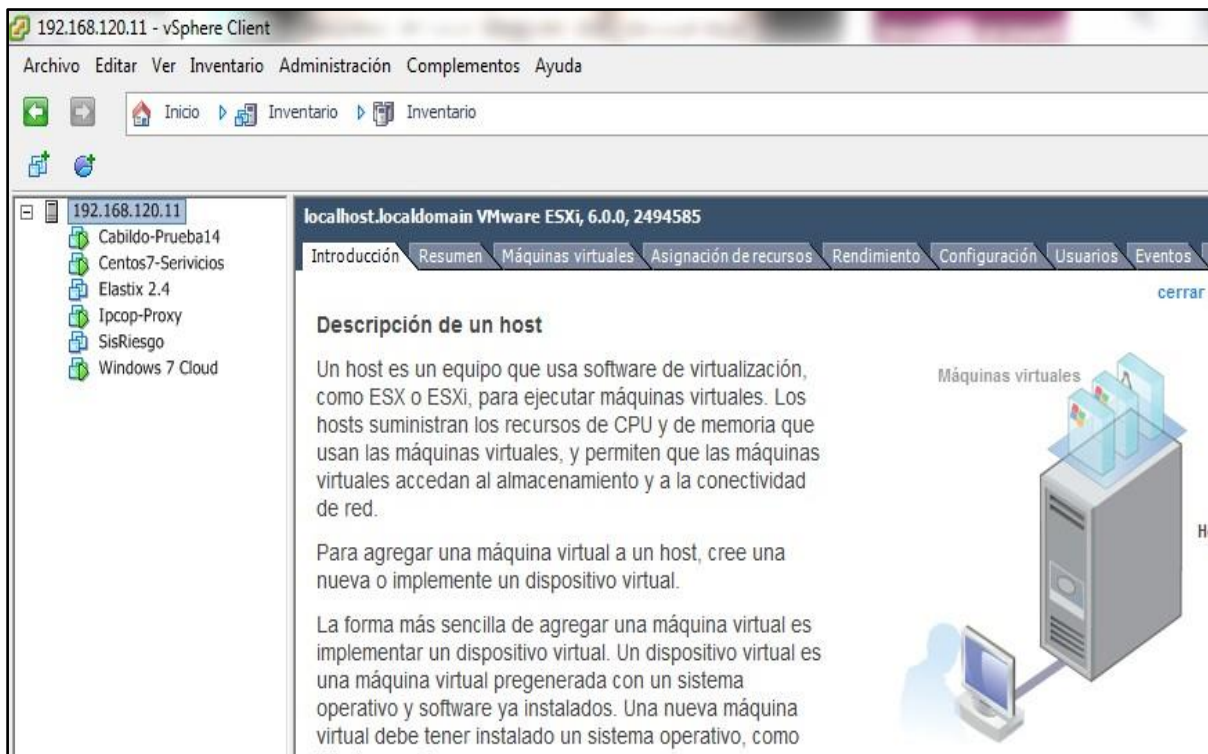 192.168.120.11 - vSphere Client
Archivo Editar Ver Inventario Administración Complementos Ayuda
Inicio Inventario Inventario
192.168.120.11
Cabildo-Prueba14
Centos7-Serivicios
Elastix 2.4
Ipcop-Proxy
SisRiesgo
Windows 7 Cloud
localhost.localdomain VMware ESXi, 6.0.0, 2494585
Introducción Resumen Máquinas virtuales Asignación de recursos Rendimiento Configuración Usuarios Eventos
cerrar
Descripción de un host
Un host es un equipo que usa software de virtualización,
como ESX o ESXi, para ejecutar máquinas virtuales. Los
hosts suministran los recursos de CPU y de memoria que
usan las máquinas virtuales, y permiten que las máquinas
virtuales accedan al almacenamiento y a la conectividad
de red.
Para agregar una máquina virtual a un host, cree una
nueva o implemente un dispositivo virtual.
La forma más sencilla de agregar una máquina virtual es
implementar un dispositivo virtual. Un dispositivo virtual es
una máquina virtual pregenerada con un sistema
operativo y software ya instalados. Una nueva máquina
virtual debe tener instalado un sistema operativo, como
Máquinas virtuales